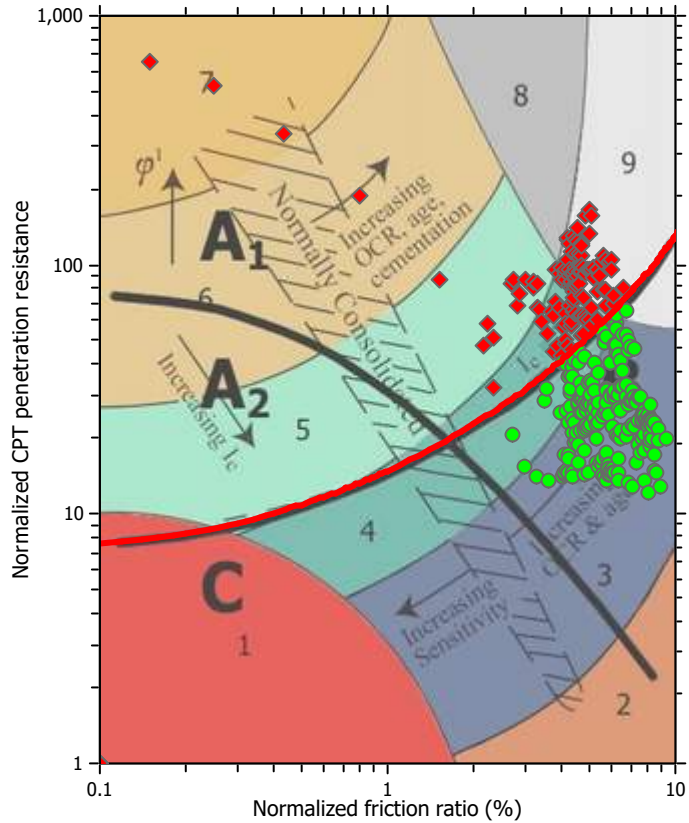 1,000
100
10
1
0.1
1
10
Normalized CPT penetration resistance
Normalized friction ratio (%)
7
8
9
φ'
Normally Consolidated
Increasing
OCR, age,
cementation
A1
6
A2
Increasing Ic
5
Ic
4
Increasing
OCR & age
3
C
1
Increasing
Sensitivity
2